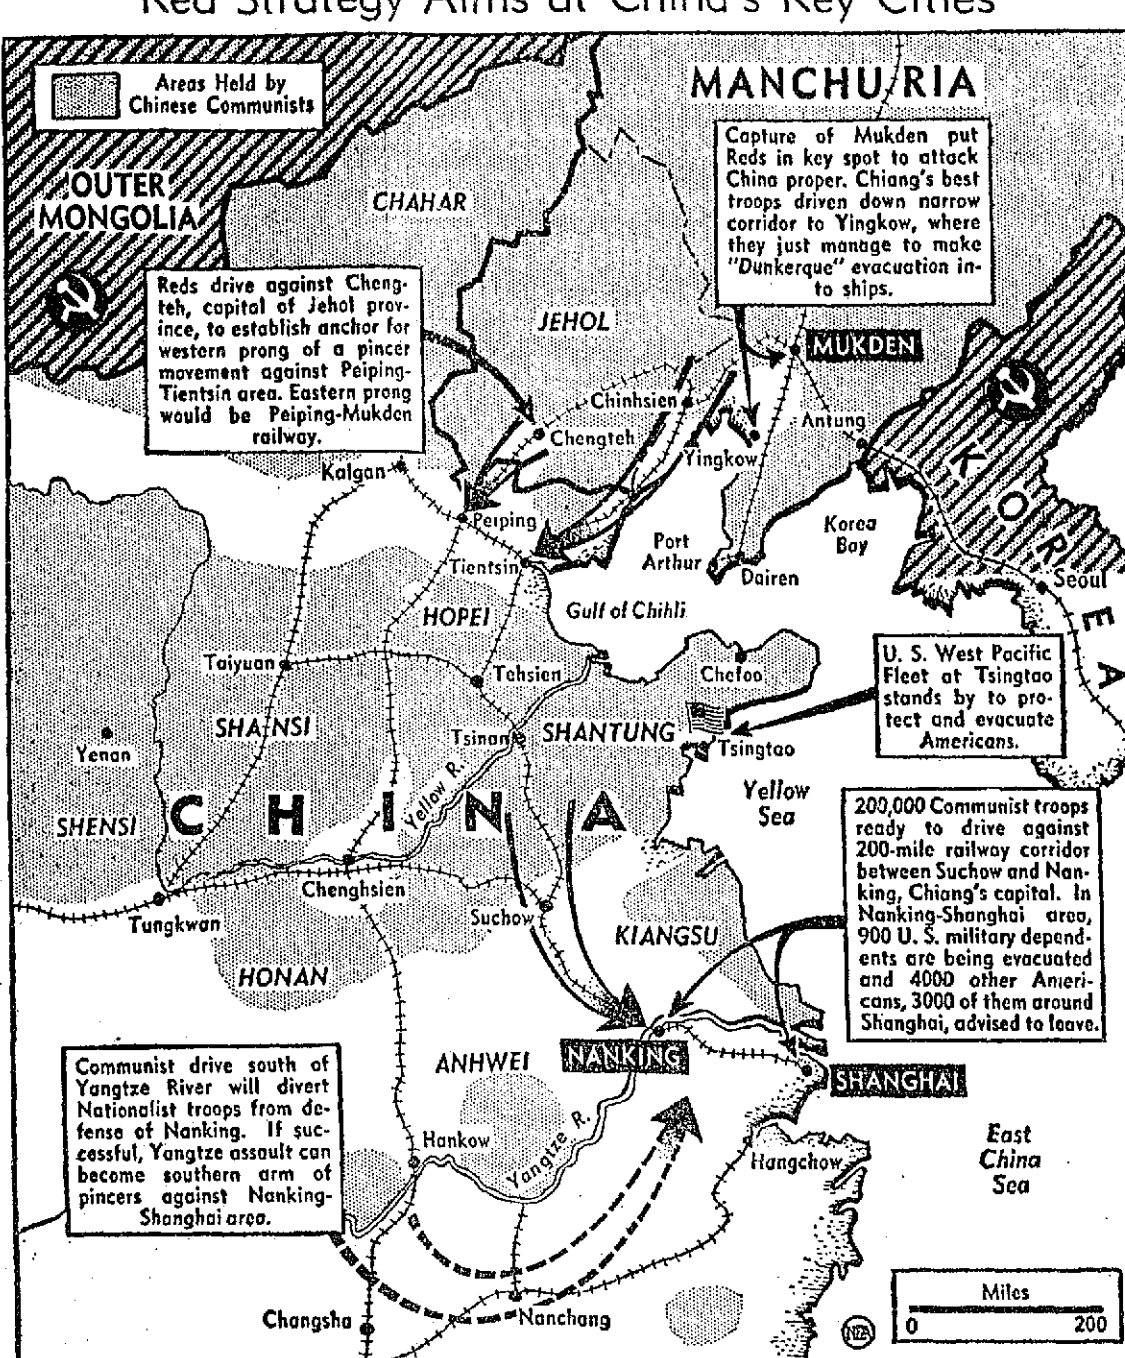 Red Strategy Aims at China's Key Cities
Areas Held by
Chinese Communists
MANCHURIA
OUTER
MONGOLIA
CHAHAR
Capture of Mukden put
Reds in key spot to attack
China proper. Chiang's best
troops driven down narrow
corridor to Yingkow, where
they just manage to make
"Dunkerque" evacuation in-
to ships.
Reds drive against Cheng-
teh, capital of Jehol prov-
ince, to establish anchor for
western prong of a pincer
movement against Peiping-
Tientsin area. Eastern prong
would be Peiping-Mukden
railway.
JEHOL
MUKDEN
Chinhsien
Chengteh
Antung
Yingkow
Kalgan
Peiping
KOREA
Korea
Bay
Port
Arthur
Dairen
Tientsin
Seoul
HOPEI
Gulf of Chihli
Taiyuan
Tehsien
Chefoo
U. S. West Pacific
Fleet at Tsingtao
stands by to pro-
tect and evacuate
Americans.
SHANSI
Tsinan
SHANTUNG
Tsingtao
Yenan
Yellow R.
Yellow
Sea
SHENSI
CHINA
200,000 Communist troops
ready to drive against
200-mile railway corridor
between Suchow and Nan-
king, Chiang's capital. In
Nanking-Shanghai area,
900 U. S. military depend-
ents are being evacuated
and 4000 other Ameri-
cans, 3000 of them around
Shanghai, advised to leave.
Chenghsien
Tungkwan
Suchow
KIANGSU
HONAN
ANHWEI
NANKING
SHANGHAI
Communist drive south of
Yangtze River will divert
Nationalist troops from de-
fense of Nanking. If suc-
cessful, Yangtze assault can
become southern arm of
pincers against Nanking-
Shanghai area.
Hankow
Yangtze R.
Hangchow
East
China
Sea
Changsha
Nanchang
NEA
Miles
0 200